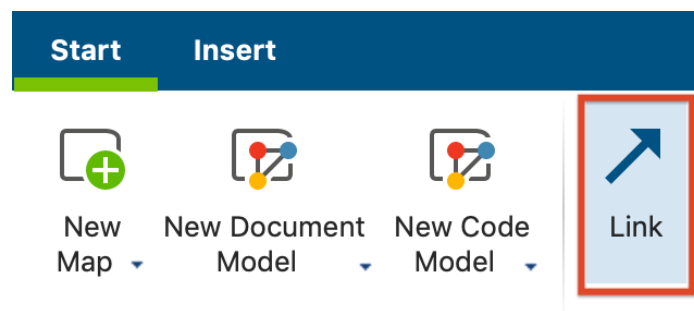 Start Insert
New Map
New Document Model
New Code Model
Link